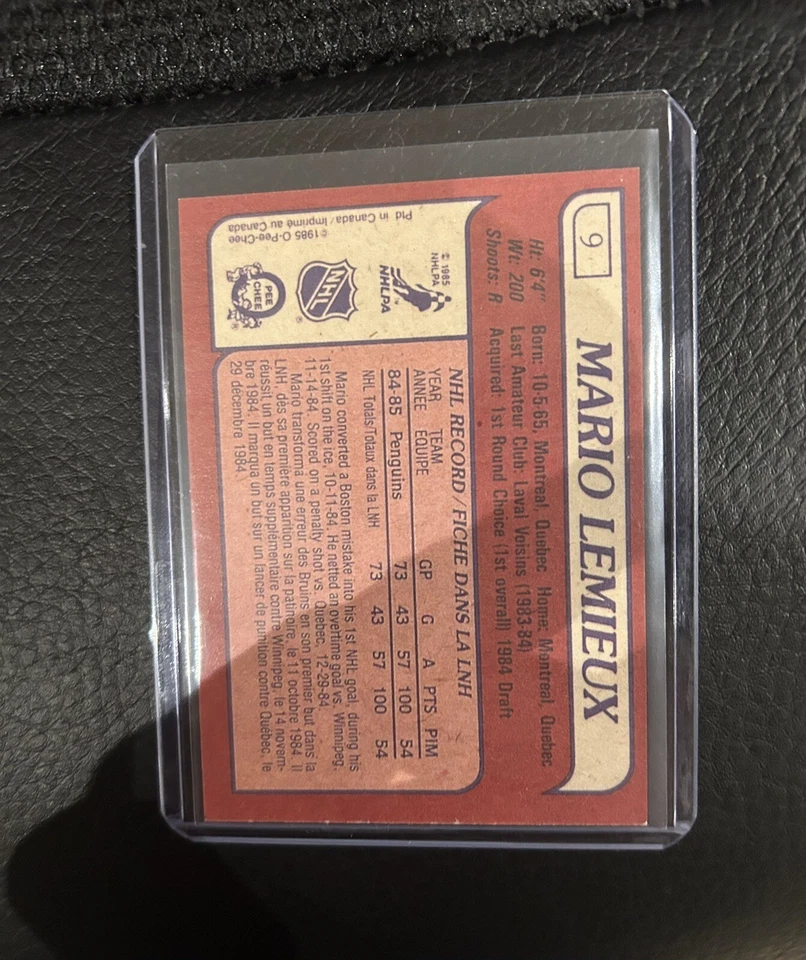 9
MARIO LEMIEUX
Ht: 6'4" Born: 10-5-65, Montreal, Quebec Home: Montreal, Quebec
Wt: 200 Last Amateur Club: Laval Voisins (1983-84)
Shoots: R Acquired: 1st Round Choice (1st overall) 1984 Draft
© 1985
NHLPA
NHLPA
TM
NHL
®
O
PEE
CHEE
®
©1985 O-Pee-Chee
Ptd in Canada/Imprimé au Canada
NHL RECORD/FICHE DANS LA LNH
YEAR TEAM GP G A PTS PIM
ANNÉE ÉQUIPE
84-85 Penguins 73 43 57 100 54
NHL Totals/Totaux dans la LNH 73 43 57 100 54
Mario converted a Boston mistake into his 1st NHL goal, during his
1st shift on the ice, 10-11-84. He netted an overtime goal vs. Winnipeg,
11-14-84. Scored on a penalty shot vs. Quebec, 12-29-84.
Mario transforma une erreur des Bruins en son premier but dans la
LNH, dès sa première apparition sur la patinoire, le 11 octobre 1984. Il
réussit un but en temps supplémentaire contre Winnipeg, le 14 novem-
bre 1984. Il marqua un but sur un lancer de punition contre Québec, le
29 décembre 1984.